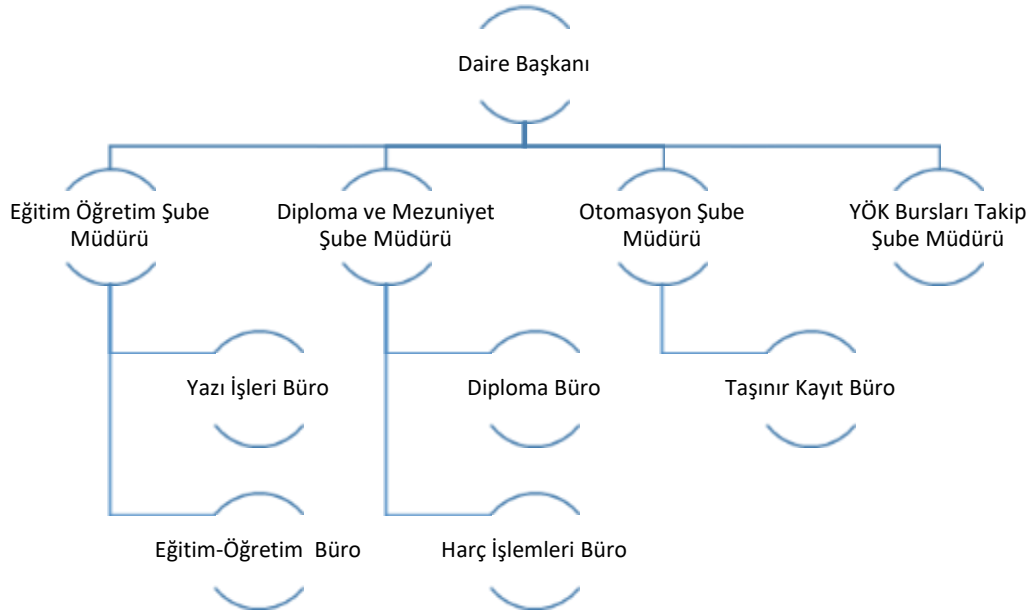 Daire Başkanı
Eğitim Öğretim Şube
Müdürü
Diploma ve Mezuniyet
Şube Müdürü
Otomasyon Şube
Müdürü
YÖK Bursları Takip
Şube Müdürü
Yazı İşleri Büro
Diploma Büro
Taşınır Kayıt Büro
Eğitim-Öğretim Büro
Harç İşlemleri Büro